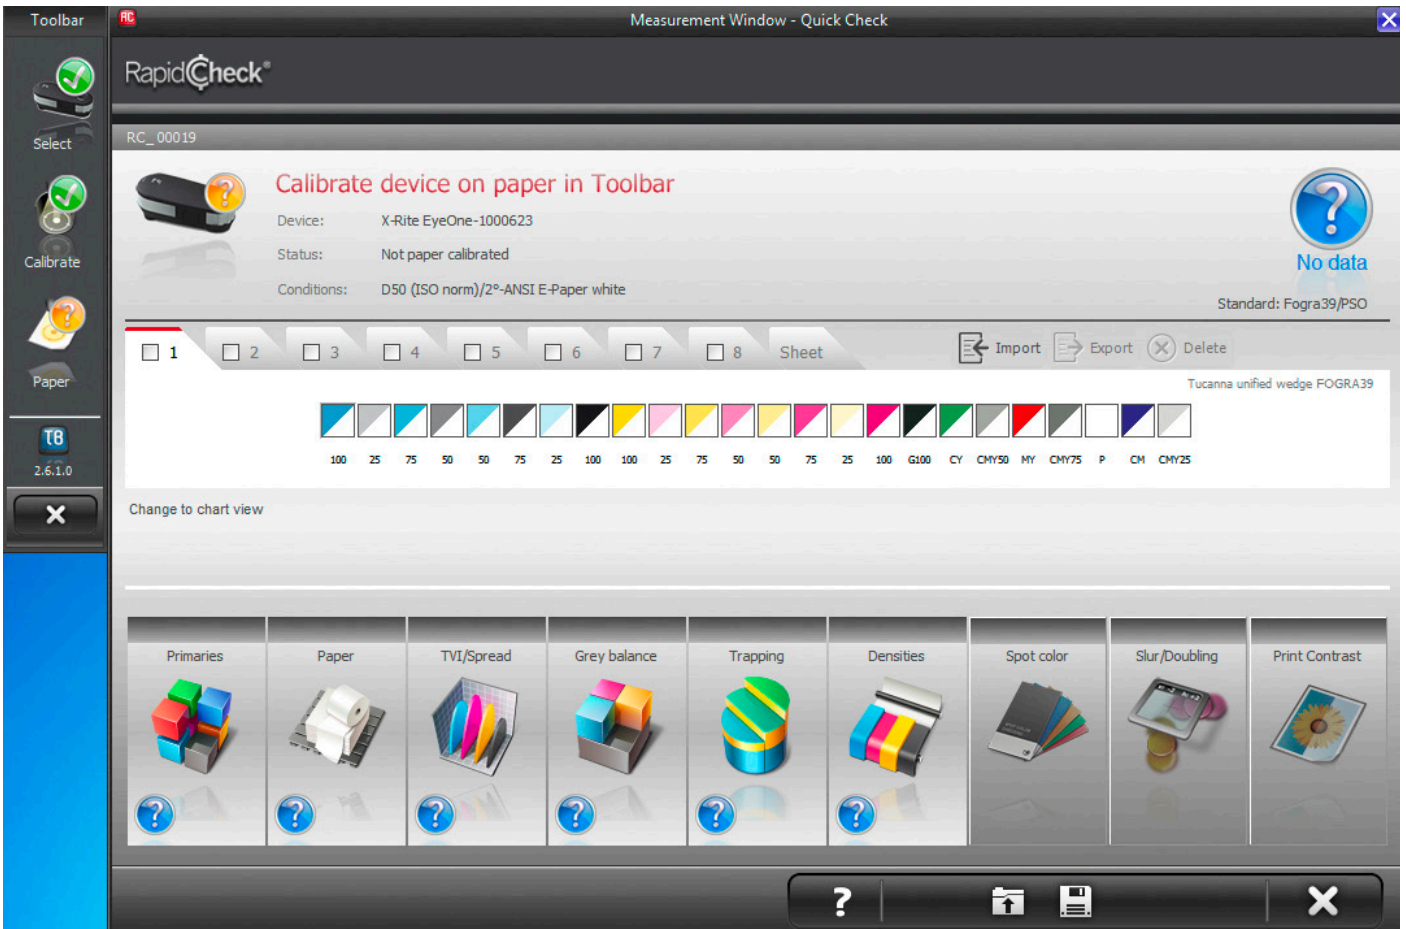 Toolbar
RC
Measurement Window - Quick Check
RapidCheck®
Select
Calibrate
Paper
TB
2.6.1.0
RC_00019
Calibrate device on paper in Toolbar
Device: X-Rite EyeOne-1000623
Status: Not paper calibrated
Conditions: D50 (ISO norm)/2°-ANSI E-Paper white
No data
Standard: Fogra39/PSO
1 2 3 4 5 6 7 8 Sheet
Import Export Delete
Tucanna unified wedge FOGRA39
100 25 75 50 50 75 25 100 100 25 75 50 50 75 25 100 G100 CY CMY50 MY CMY75 P CM CMY25
Change to chart view
Primaries Paper TVI/Spread Grey balance Trapping Densities Spot color Slur/Doubling Print Contrast